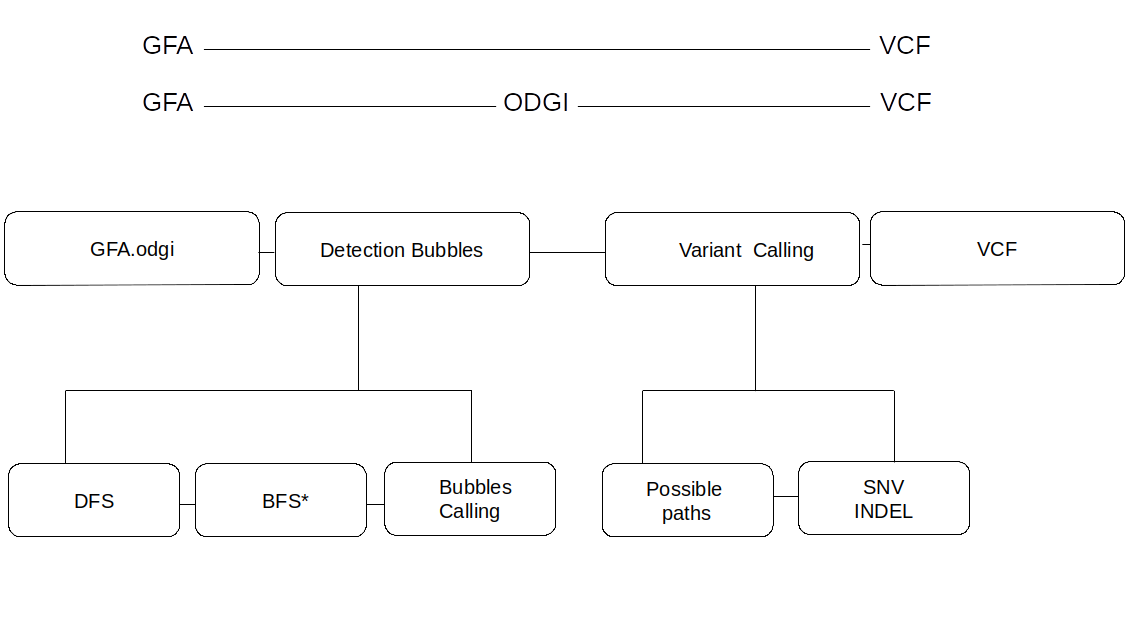 GFA VCF
GFA ODGI VCF
GFA.odgi
Detection Bubbles
Variant Calling
VCF
DFS
BFS*
Bubbles
Calling
Possible
paths
SNV
INDEL